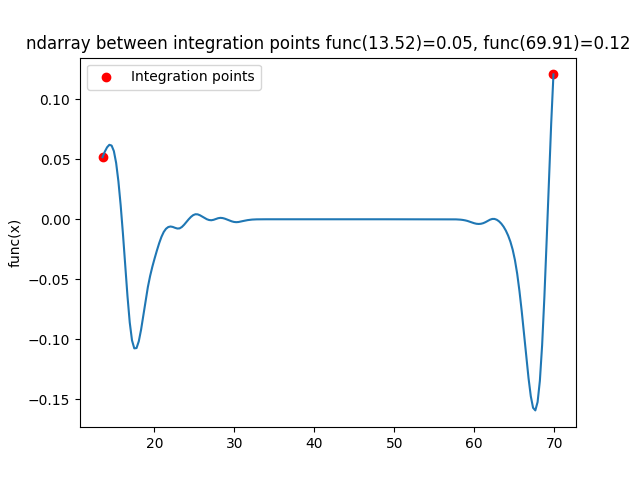 ndarray between integration points func(13.52)=0.05, func(69.91)=0.12
Integration points
func(x)
0.10
0.05
0.00
−0.05
−0.10
−0.15
20 30 40 50 60 70